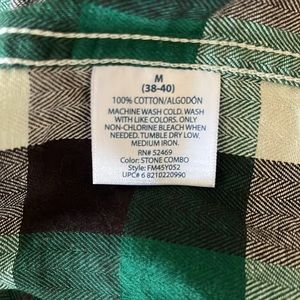 M
(38-40)
100% COTTON/ALGODÓN
MACHINE WASH COLD. WASH
WITH LIKE COLORS. ONLY
NON-CHLORINE BLEACH WHEN
NEEDED. TUMBLE DRY LOW.
MEDIUM IRON.
RN# 52469
Color: STONE COMBO
Style: FM45Y052
UPC# 6 8210220990